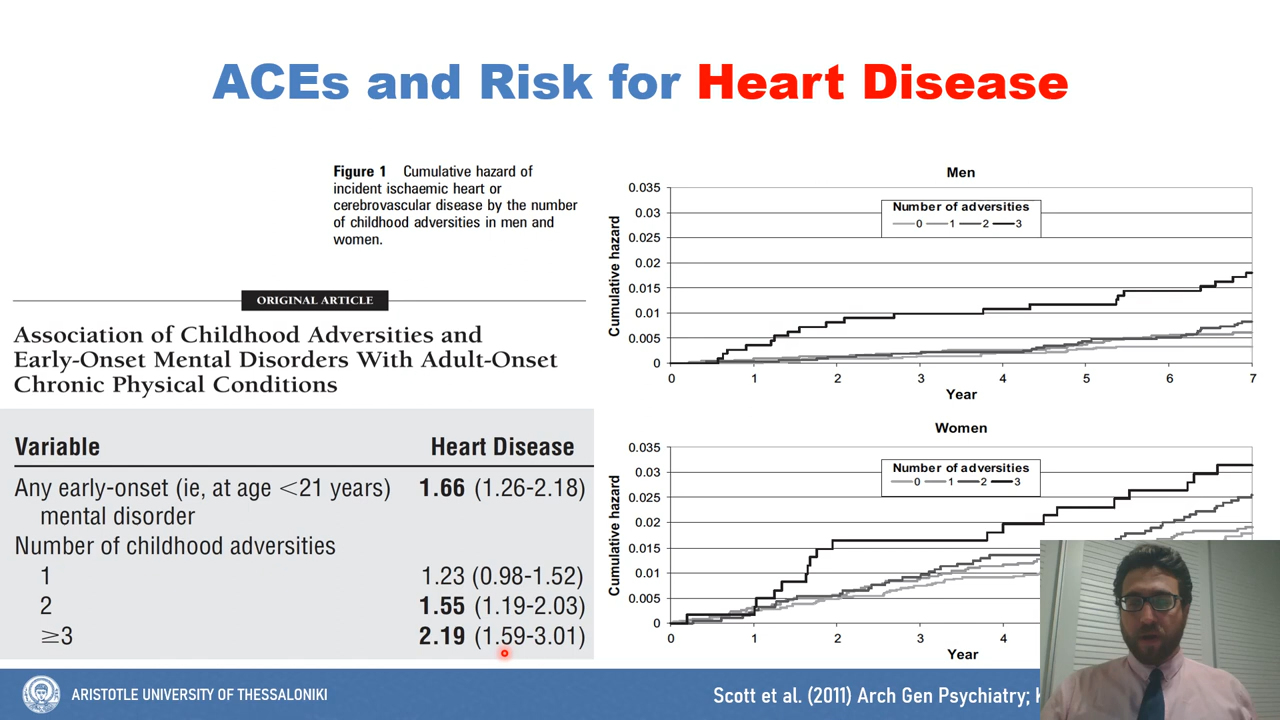 ACEs and Risk for Heart Disease
Figure 1 Cumulative hazard of
incident ischaemic heart or
cerebrovascular disease by the number
of childhood adversities in men and
women.
ORIGINAL ARTICLE
Association of Childhood Adversities and
Early-Onset Mental Disorders With Adult-Onset
Chronic Physical Conditions
Variable Heart Disease
Any early-onset (ie, at age <21 years) 1.66 (1.26-2.18)
mental disorder
Number of childhood adversities
1 1.23 (0.98-1.52)
2 1.55 (1.19-2.03)
≥3 2.19 (1.59-3.01)
Men
Number of adversities
0 1 2 3
Cumulative hazard
0.035
0.03
0.025
0.02
0.015
0.01
0.005
0
0 1 2 3 4 5 6 7
Year
Women
Number of adversities
0 1 2 3
Cumulative hazard
0.035
0.03
0.025
0.02
0.015
0.01
0.005
0
0 1 2 3 4
Year
ARISTOTLE UNIVERSITY OF THESSALONIKI
Scott et al. (2011) Arch Gen Psychiatry;